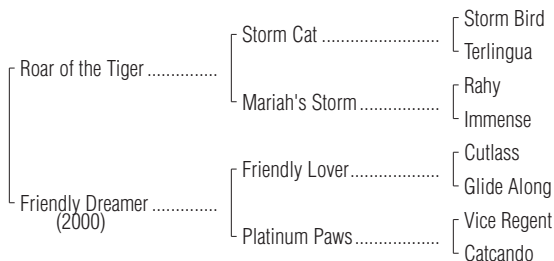 Storm Bird
Storm Cat ......................
Terlingua
Roar of the Tiger ...............
Rahy
Mariah's Storm ...................
Immense
Cutlass
Friendly Lover ...................
Glide Along
Friendly Dreamer ..............
(2000)
Vice Regent
Platinum Paws ...................
Catcando